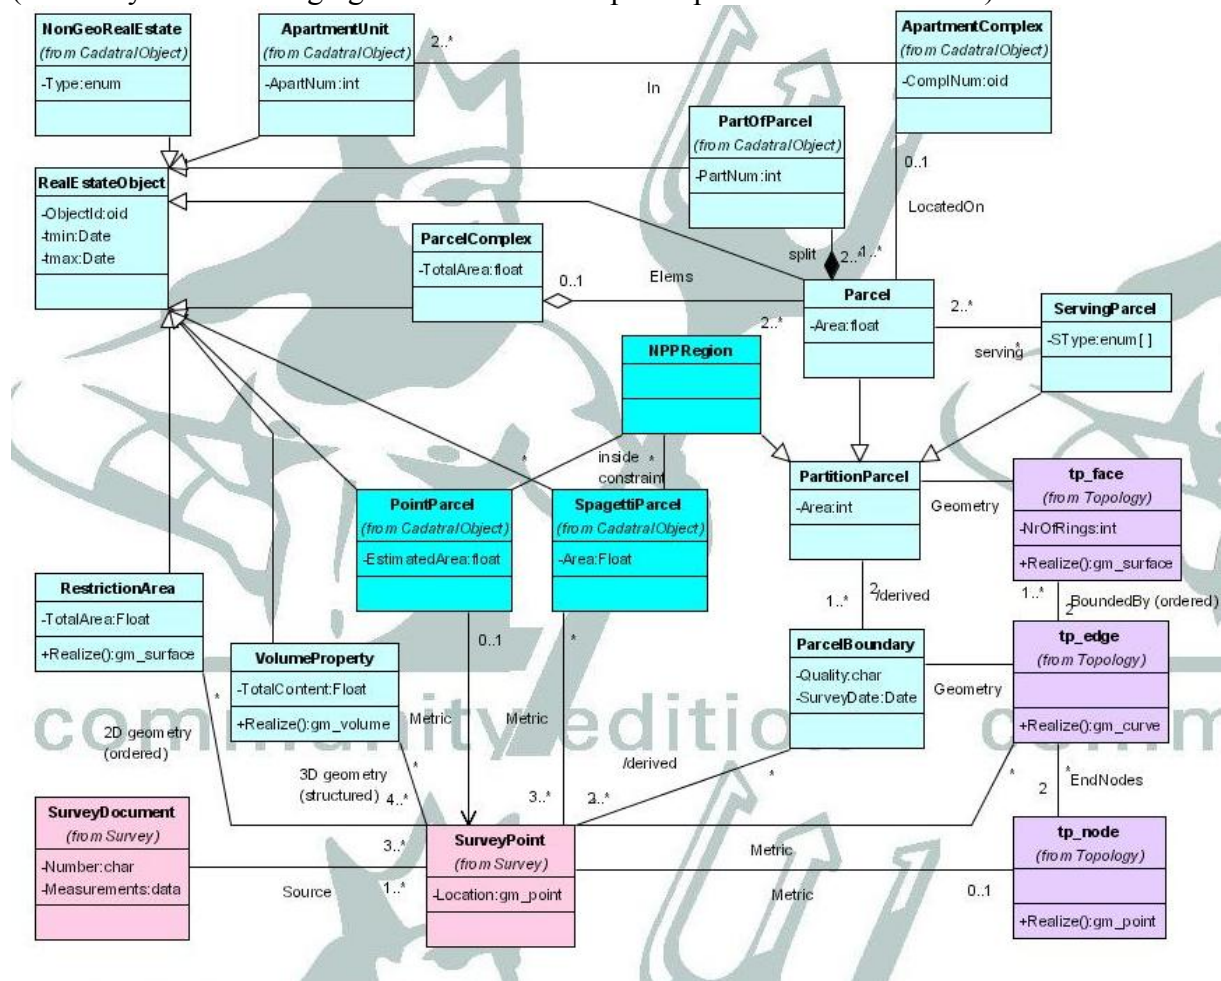 NonGeoRealEstate
(from CadatralObject)
-Type:enum
ApartmentUnit
(from CadatralObject)
-ApartNum:int
2..*
In
ApartmentComplex
(from CadatralObject)
-ComplNum:oid
0..1
LocatedOn
PartOfParcel
(from CadatralObject)
-PartNum:int
split
2..*
1..*
RealEstateObject
-ObjectId:oid
-tmin:Date
-tmax:Date
ParcelComplex
-TotalArea:float
0..1
Elems
2..*
Parcel
-Area:float
2..*
serving
*
ServingParcel
-SType:enum[ ]
NPPRegion
*
inside
constraint
*
PointParcel
(from CadatralObject)
-EstimatedArea:float
SpagettiParcel
(from CadatralObject)
-Area:Float
PartitionParcel
-Area:int
Geometry
tp_face
(from Topology)
-NrOfRings:int
+Realize():gm_surface
1..*
2
/derived
1..*
BoundedBy (ordered)
2
RestrictionArea
-TotalArea:Float
+Realize():gm_surface
*
VolumeProperty
-TotalContent:Float
+Realize():gm_volume
0..1
*
ParcelBoundary
-Quality:char
-SurveyDate:Date
Geometry
tp_edge
(from Topology)
+Realize():gm_curve
2D geometry
(ordered)
Metric
Metric
community edition
comm
3D geometry
(structured)
*
4..*
3..*
/derived
*
*
*
EndNodes
2
SurveyDocument
(from Survey)
-Number:char
-Measurements:data
Source
3..*
1..*
SurveyPoint
(from Survey)
-Location:gm_point
Metric
Metric
0..1
tp_node
(from Topology)
+Realize():gm_point